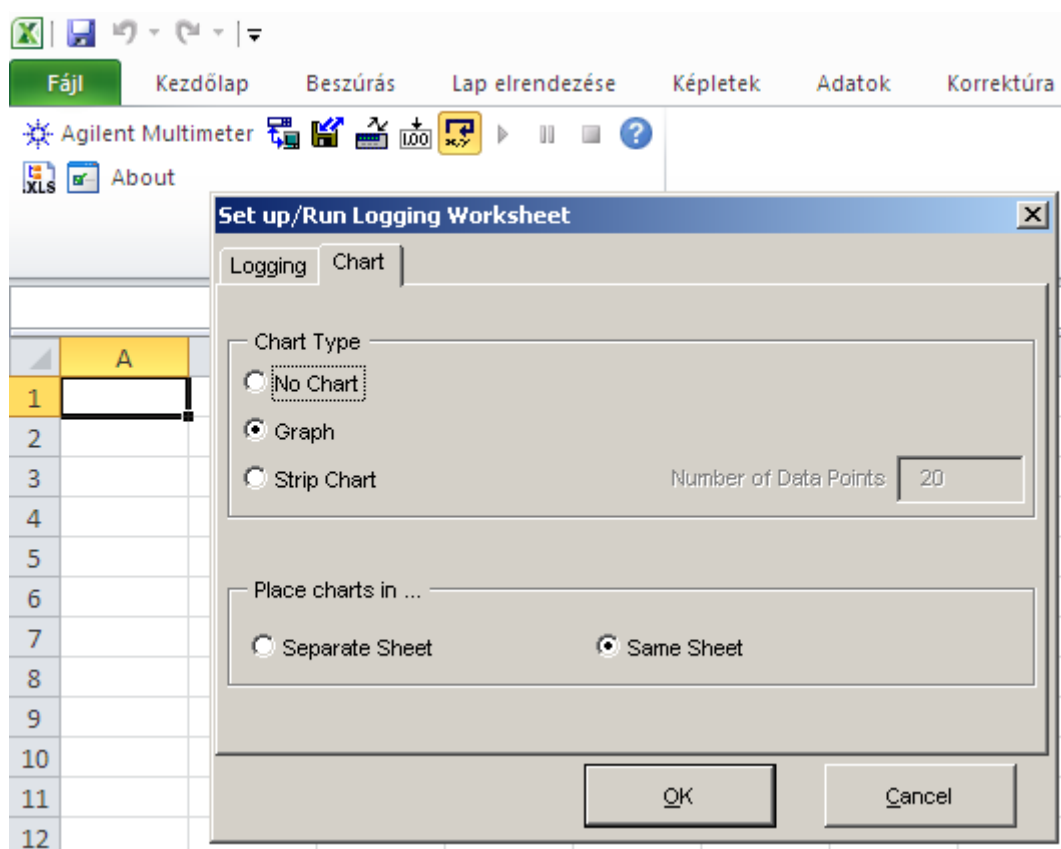 Fájl Kezdőlap Beszúrás Lap elrendezése Képletek Adatok Korrektúra
Agilent Multimeter 1.00 x,y ?
.XLS About
Set up/Run Logging Worksheet
Logging Chart
Chart Type
A
No Chart
1
Graph
2
Strip Chart Number of Data Points 20
3
4
5
Place charts in ...
6
Separate Sheet Same Sheet
7
8
9
10
OK Cancel
11
12